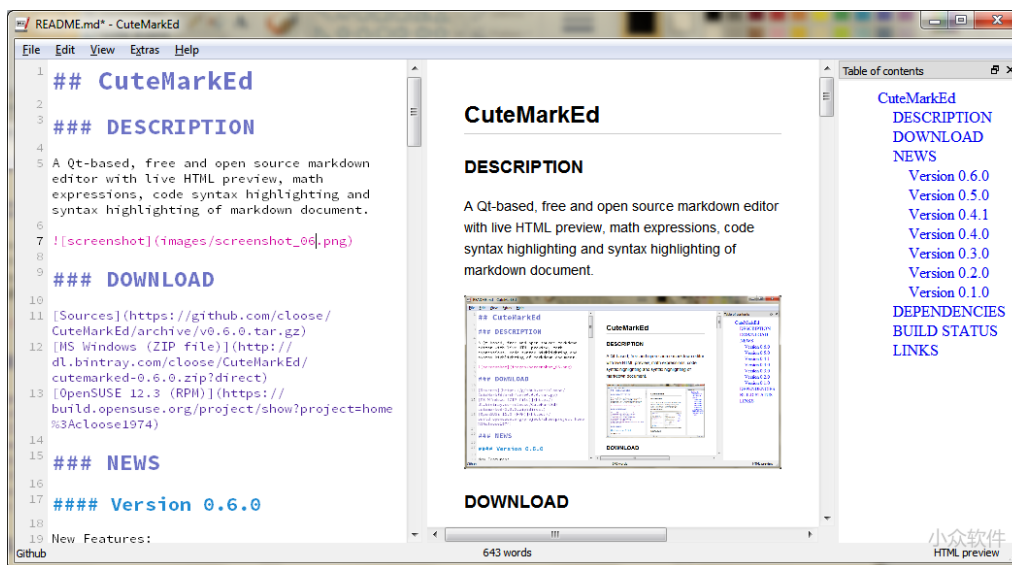 README.md* - CuteMarkEd
File Edit View Extras Help
1 ## CuteMarkEd
2
3 ### DESCRIPTION
4
5 A Qt-based, free and open source markdown
editor with live HTML preview, math
expressions, code syntax highlighting and
syntax highlighting of markdown document.
6
7 ![screenshot](images/screenshot_06.png)
8
9 ### DOWNLOAD
10
11 [Sources](https://github.com/cloose/
CuteMarkEd/archive/v0.6.0.tar.gz)
12 [MS Windows (ZIP file)](http://
dl.bintray.com/cloose/CuteMarkEd/
cutemarked-0.6.0.zip?direct)
13 [OpenSUSE 12.3 (RPM)](https://
build.opensuse.org/project/show?project=home
%3Acloose1974)
14
15 ### NEWS
16
17 #### Version 0.6.0
18
19 New Features:
CuteMarkEd
DESCRIPTION
A Qt-based, free and open source markdown editor
with live HTML preview, math expressions, code
syntax highlighting and syntax highlighting of
markdown document.
CuteMarkEd
DESCRIPTION
DOWNLOAD
NEWS
Version 0.6.0
DOWNLOAD
Table of contents
CuteMarkEd
DESCRIPTION
DOWNLOAD
NEWS
Version 0.6.0
Version 0.5.0
Version 0.4.1
Version 0.4.0
Version 0.3.0
Version 0.2.0
Version 0.1.0
DEPENDENCIES
BUILD STATUS
LINKS
小众软件
Github
643 words
HTML preview